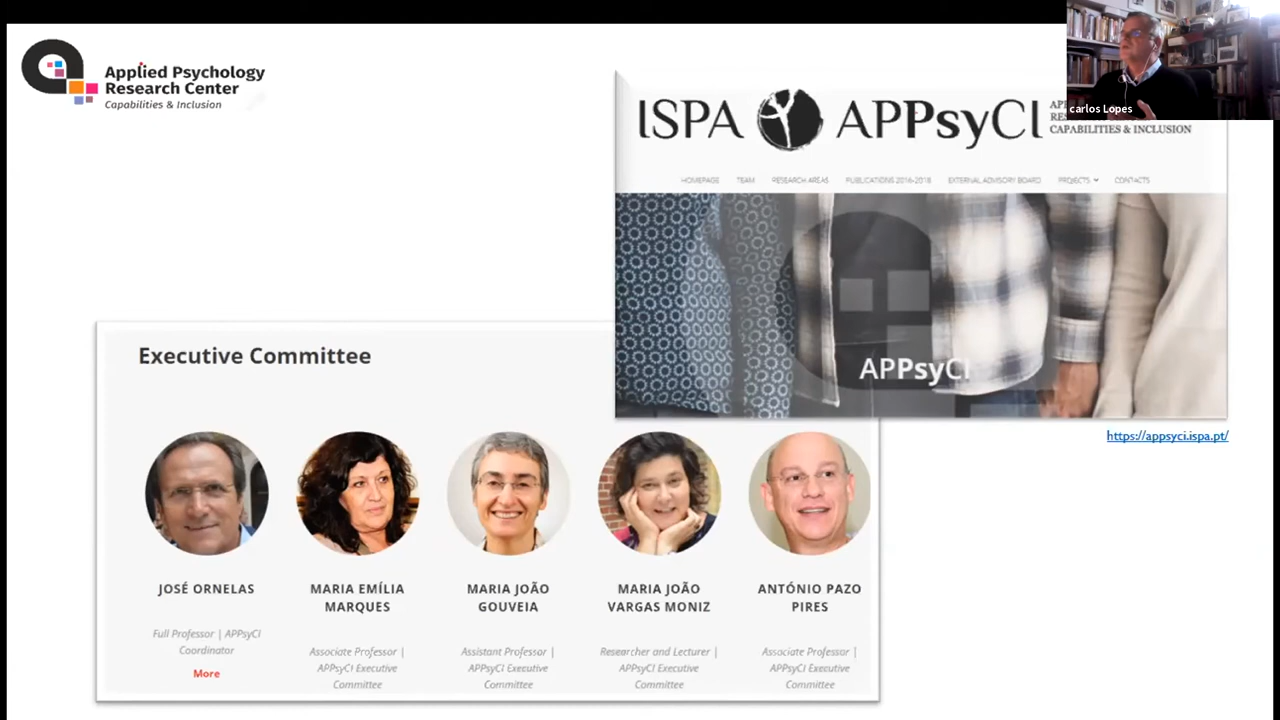 Applied Psychology
Research Center
Capabilities & Inclusion
carlos Lopes
ISPA APPsyCI
CAPABILITIES & INCLUSION
HOMEPAGE TEAM RESEARCH AREAS PUBLICATIONS 2016-2018 EXTERNAL ADVISORY BOARD PROJECTS CONTACTS
APPsyCI
https://appsyci.ispa.pt/
Executive Committee
JOSÉ ORNELAS
Full Professor | APPsyCI
Coordinator
More
MARIA EMÍLIA
MARQUES
Associate Professor |
APPsyCI Executive
Committee
MARIA JOÃO
GOUVEIA
Assistant Professor |
APPsyCI Executive
Committee
MARIA JOÃO
VARGAS MONIZ
Researcher and Lecturer |
APPsyCI Executive
Committee
ANTÓNIO PAZO
PIRES
Associate Professor |
APPsyCI Executive
Committee